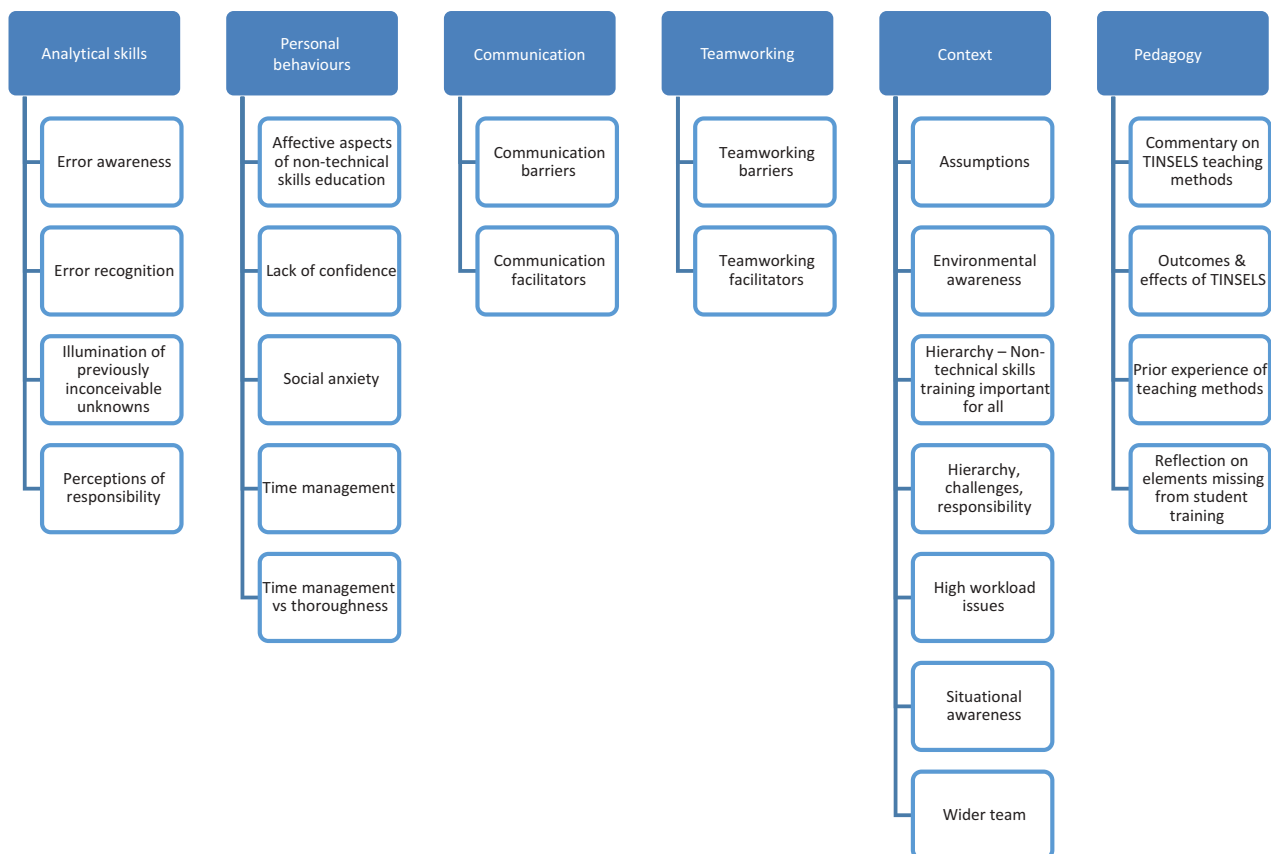 Analytical skills
Error awareness
Error recognition
Illumination of
previously
inconceivable
unknowns
Perceptions of
responsibility
Personal
behaviours
Affective aspects
of non-technical
skills education
Lack of confidence
Social anxiety
Time management
Time management
vs thoroughness
Communication
Communication
barriers
Communication
facilitators
Teamworking
Teamworking
barriers
Teamworking
facilitators
Context
Assumptions
Environmental
awareness
Hierarchy – Non-
technical skills
training important
for all
Hierarchy,
challenges,
responsibility
High workload
issues
Situational
awareness
Wider team
Pedagogy
Commentary on
TINSELS teaching
methods
Outcomes &
effects of TINSELS
Prior experience of
teaching methods
Reflection on
elements missing
from student
training